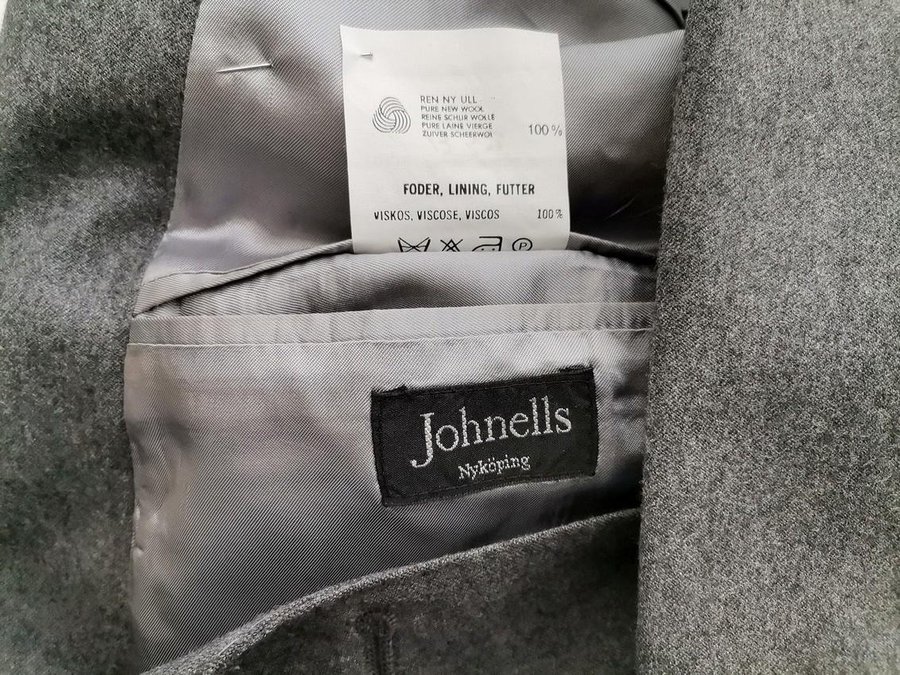 REN NY ULL
PURE NEW WOOL
REINE SCHUR WOLLE
PURE LAINE VIERGE
ZUIVER SCHEERWOL
100%
FODER, LINING, FUTTER
VISKOS, VISCOSE, VISCOS 100%
P
Johnells
Nyköping